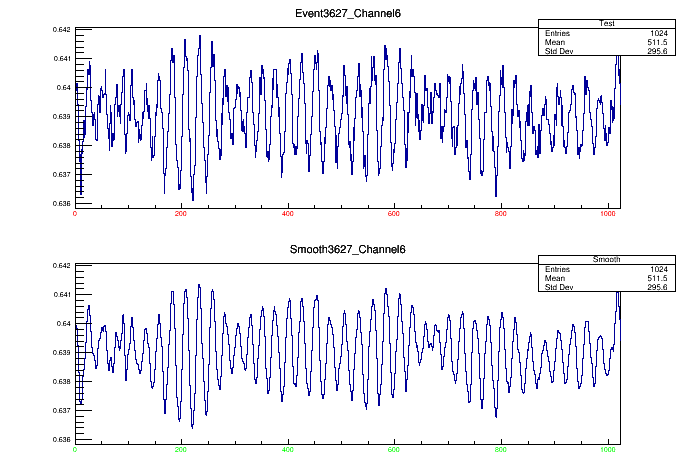 Event3627_Channel6
Test
Entries 1024
Mean 511.5
Std Dev 295.6
0.642
0.641
0.64
0.639
0.638
0.637
0.636
0 200 400 600 800 1000
Smooth3627_Channel6
Smooth
Entries 1024
Mean 511.5
Std Dev 295.6
0.642
0.641
0.64
0.639
0.638
0.637
0.636
0 200 400 600 800 1000